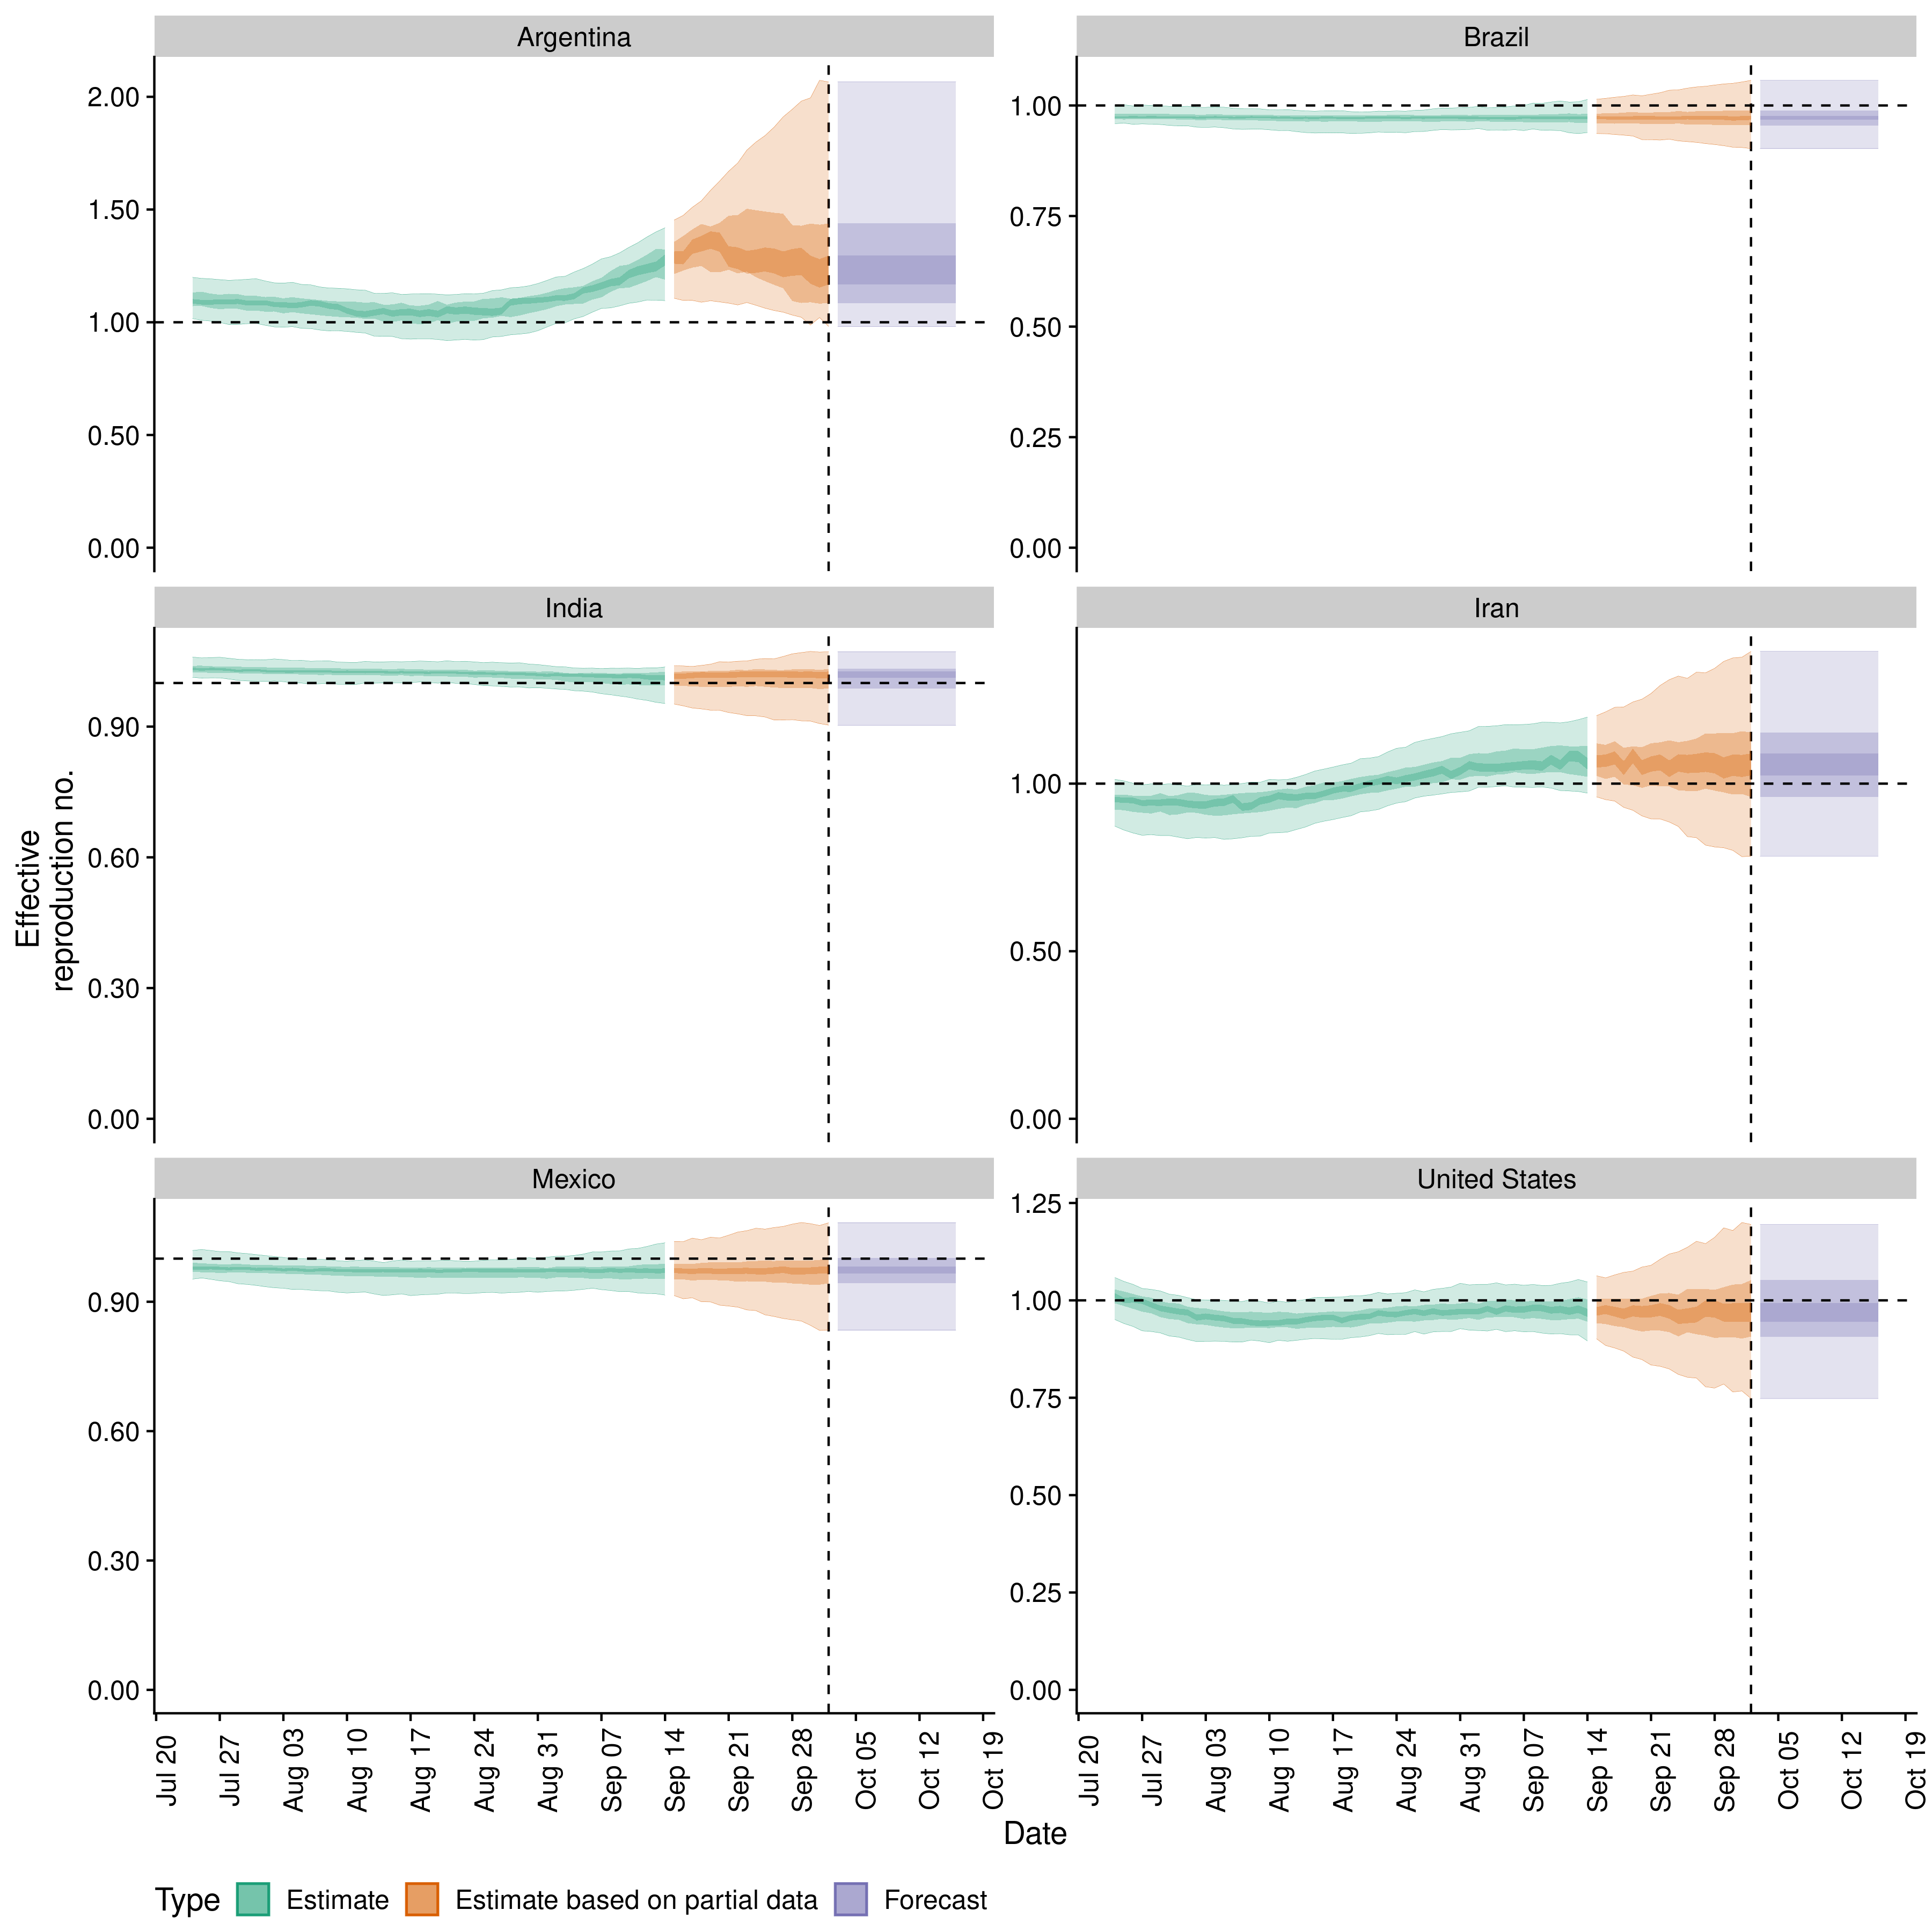 Argentina
Brazil
2.00
1.50
1.00
0.50
0.00
1.00
0.75
0.50
0.25
0.00
India
Iran
0.90
0.60
0.30
0.00
1.00
0.50
0.00
Mexico
United States
0.90
0.60
0.30
0.00
1.25
1.00
0.75
0.50
0.25
0.00
Effective
reproduction no.
Jul 20
Jul 27
Aug 03
Aug 10
Aug 17
Aug 24
Aug 31
Sep 07
Sep 14
Sep 21
Sep 28
Oct 05
Oct 12
Oct 19
Jul 20
Jul 27
Aug 03
Aug 10
Aug 17
Aug 24
Aug 31
Sep 07
Sep 14
Sep 21
Sep 28
Oct 05
Oct 12
Oct 19
Date
Type Estimate Estimate based on partial data Forecast